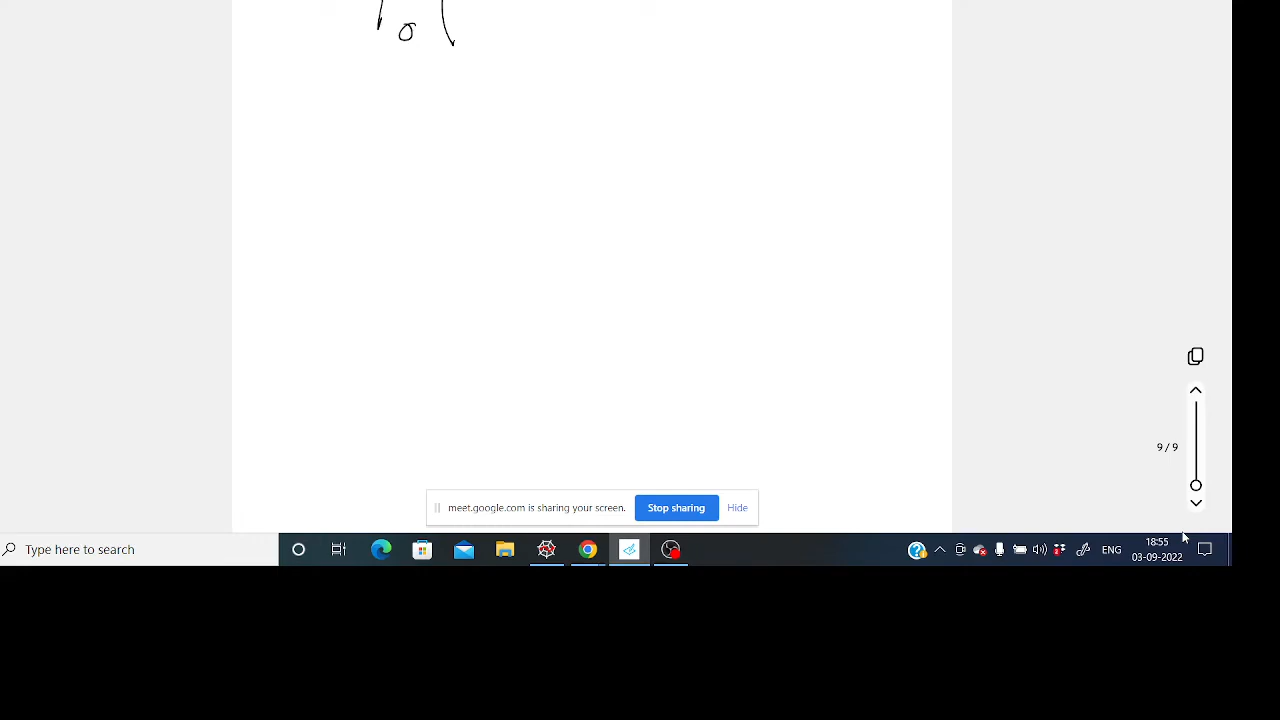 σ
9 / 9
meet.google.com is sharing your screen.
Stop sharing
Hide
Type here to search
ENG
18:55
03-09-2022